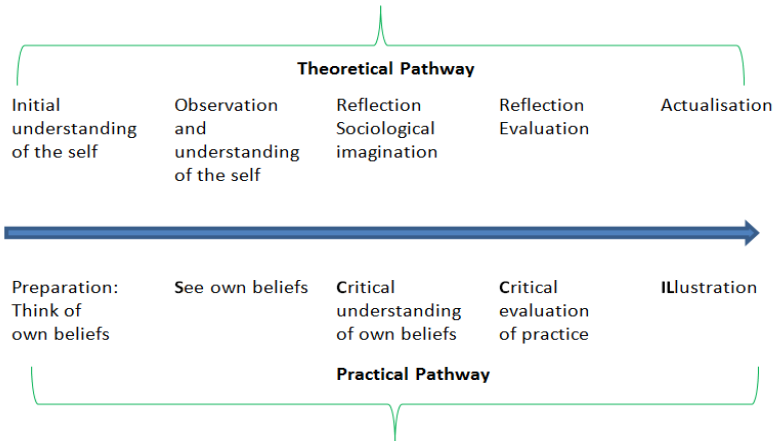 Theoretical Pathway
Initial
understanding
of the self
Observation
and
understanding
of the self
Reflection
Sociological
imagination
Reflection
Evaluation
Actualisation
Preparation:
Think of
own beliefs
See own beliefs
Critical
understanding
of own beliefs
Critical
evaluation
of practice
ILlustration
Practical Pathway